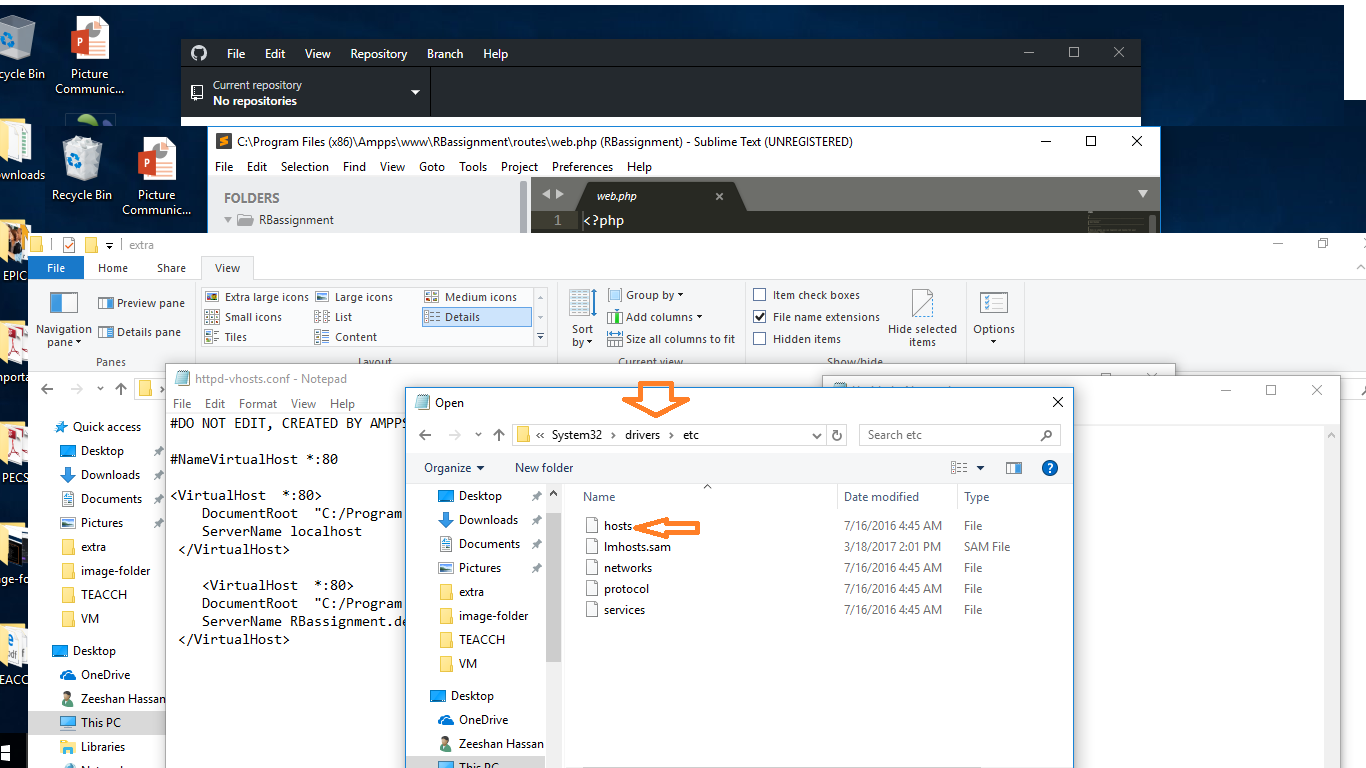 cycle Bin
Picture
Communic...
File Edit View Repository Branch Help
Current repository
No repositories
C:\Program Files (x86)\Ampps\www\RBassignment\routes\web.php (RBassignment) - Sublime Text (UNREGISTERED)
File Edit Selection Find View Goto Tools Project Preferences Help
wnloads
Recycle Bin
Picture
Communic...
FOLDERS
RBassignment
web.php
1 <?php
extra
File Home Share View
EPIC
Navigation
pane
Preview pane
Details pane
Panes
Extra large icons Large icons Medium icons
Small icons List Details
Tiles Content
Layout
Sort
by
Group by
Add columns
Size all columns to fit
Current view
Item check boxes
File name extensions
Hidden items
Hide selected
items
Show/hide
Options
mporta
PECS
ge-fo
EACC
Quick access
Desktop
Downloads
Documents
Pictures
extra
image-folder
TEACCH
VM
Desktop
OneDrive
Zeeshan Hassan
This PC
Libraries
httpd-vhosts.conf - Notepad
File Edit Format View Help
#DO NOT EDIT, CREATED BY AMPPS
#NameVirtualHost *:80
<VirtualHost *:80>
DocumentRoot "C:/Program
ServerName localhost
</VirtualHost>
<VirtualHost *:80>
DocumentRoot "C:/Program
ServerName RBassignment.de
</VirtualHost>
Open
« System32 › drivers › etc
Search etc
Organize New folder
Desktop
Downloads
Documents
Pictures
extra
image-folder
TEACCH
VM
Desktop
OneDrive
Zeeshan Hassan
This PC
Name Date modified Type
hosts 7/16/2016 4:45 AM File
lmhosts.sam 3/18/2017 2:01 PM SAM File
networks 7/16/2016 4:45 AM File
protocol 7/16/2016 4:45 AM File
services 7/16/2016 4:45 AM File